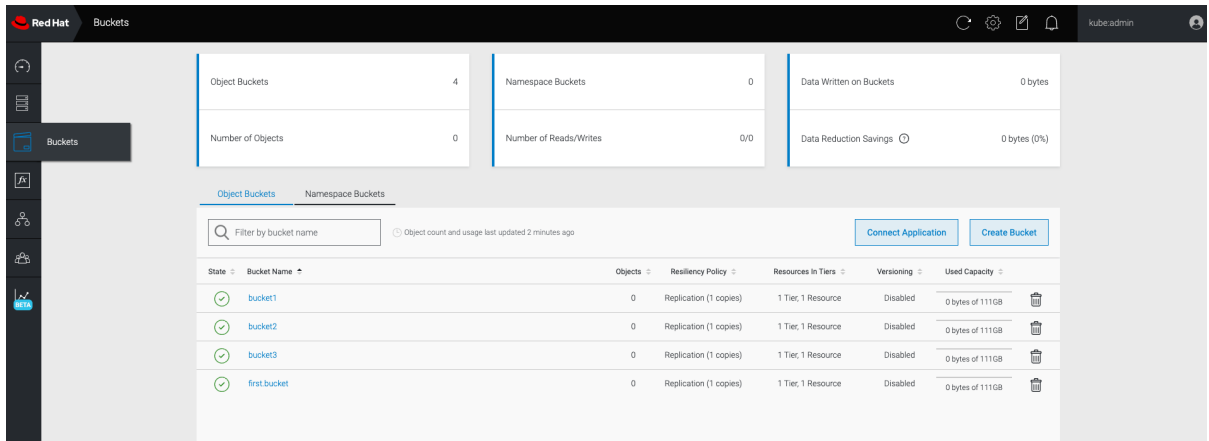 Red Hat Buckets kube:admin
Buckets
Object Buckets 4
Number of Objects 0
Namespace Buckets 0
Number of Reads/Writes 0/0
Data Written on Buckets 0 bytes
Data Reduction Savings ? 0 bytes (0%)
fx
BETA
Object Buckets Namespace Buckets
Filter by bucket name Object count and usage last updated 2 minutes ago Connect Application Create Bucket
State Bucket Name Objects Resiliency Policy Resources In Tiers Versioning Used Capacity
bucket1 0 Replication (1 copies) 1 Tier, 1 Resource Disabled 0 bytes of 111GB
bucket2 0 Replication (1 copies) 1 Tier, 1 Resource Disabled 0 bytes of 111GB
bucket3 0 Replication (1 copies) 1 Tier, 1 Resource Disabled 0 bytes of 111GB
first.bucket 0 Replication (1 copies) 1 Tier, 1 Resource Disabled 0 bytes of 111GB